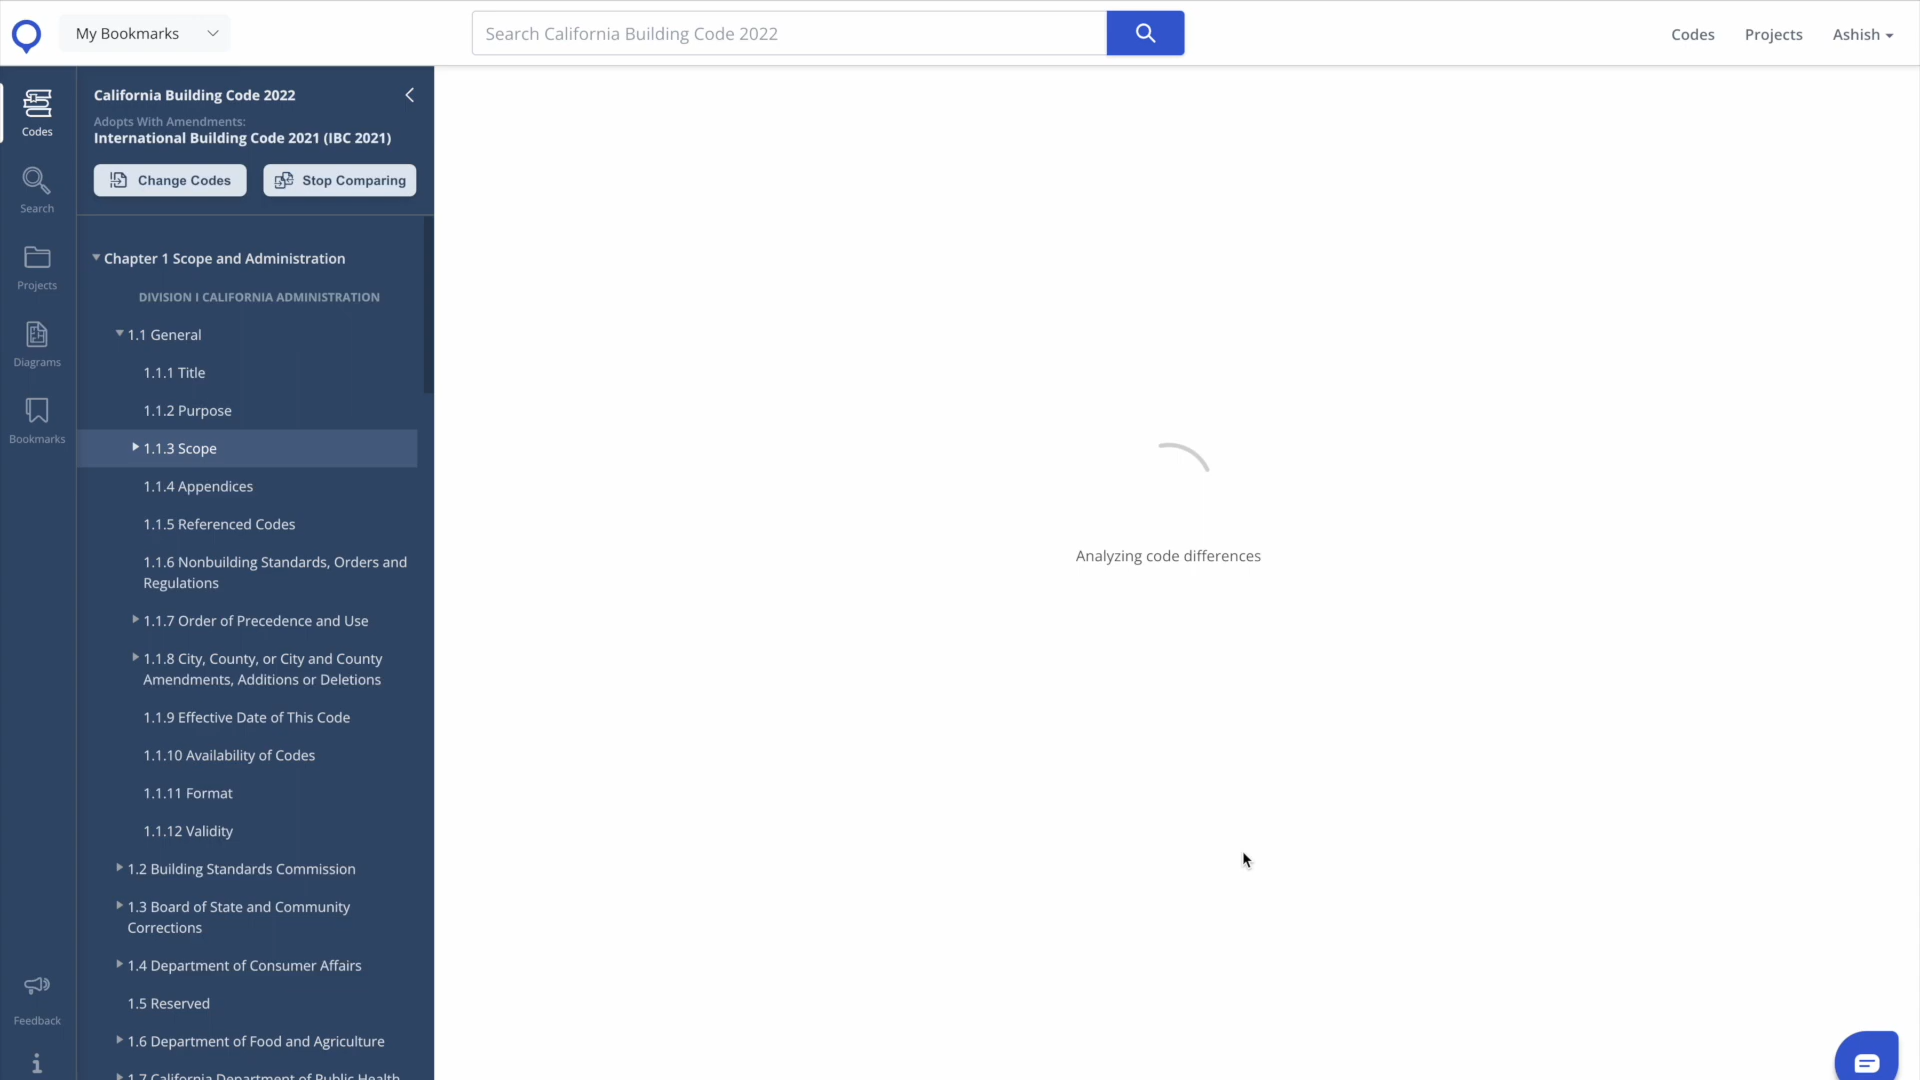 My Bookmarks
Search California Building Code 2022
Codes
Projects
Ashish
Codes
Search
Projects
Diagrams
Bookmarks
Feedback
California Building Code 2022
Adopts With Amendments:
International Building Code 2021 (IBC 2021)
Change Codes
Stop Comparing
Chapter 1 Scope and Administration
DIVISION I CALIFORNIA ADMINISTRATION
1.1 General
1.1.1 Title
1.1.2 Purpose
1.1.3 Scope
1.1.4 Appendices
1.1.5 Referenced Codes
1.1.6 Nonbuilding Standards, Orders and
Regulations
1.1.7 Order of Precedence and Use
1.1.8 City, County, or City and County
Amendments, Additions or Deletions
1.1.9 Effective Date of This Code
1.1.10 Availability of Codes
1.1.11 Format
1.1.12 Validity
1.2 Building Standards Commission
1.3 Board of State and Community
Corrections
1.4 Department of Consumer Affairs
1.5 Reserved
1.6 Department of Food and Agriculture
1.7 California Department of Public Health
Analyzing code differences